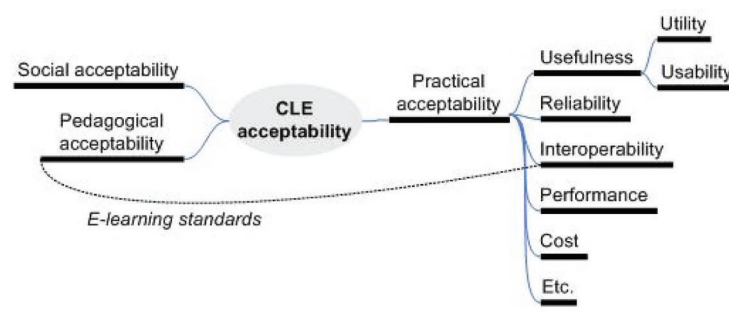 Social acceptability
Pedagogical
acceptability
CLE
acceptability
Practical
acceptability
Usefulness
Utility
Usability
Reliability
Interoperability
Performance
Cost
Etc.
E-learning standards